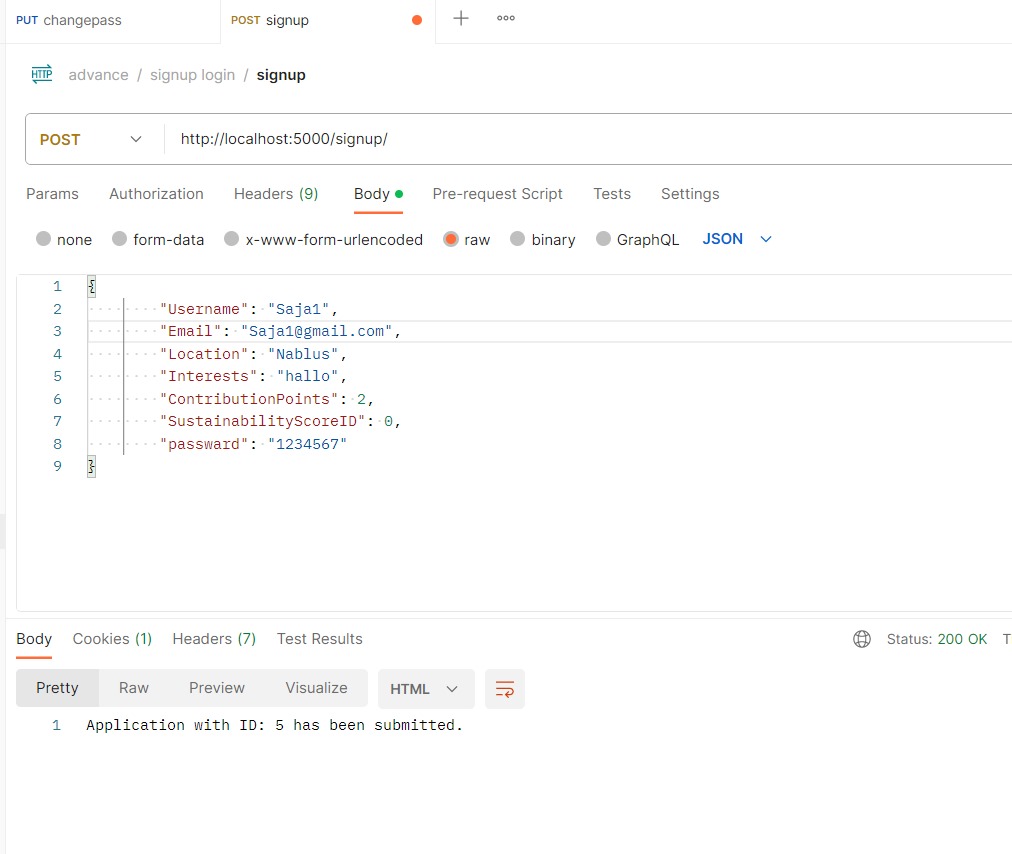 PUT changepass
POST signup
HTTP advance / signup login / signup
POST http://localhost:5000/signup/
Params Authorization Headers (9) Body Pre-request Script Tests Settings
none form-data x-www-form-urlencoded raw binary GraphQL JSON
1 {
2 "Username": "Saja1",
3 "Email": "Saja1@gmail.com",
4 "Location": "Nablus",
5 "Interests": "hallo",
6 "ContributionPoints": 2,
7 "SustainabilityScoreID": 0,
8 "passward": "1234567"
9 }
Body Cookies (1) Headers (7) Test Results Status: 200 OK T
Pretty Raw Preview Visualize HTML
1 Application with ID: 5 has been submitted.